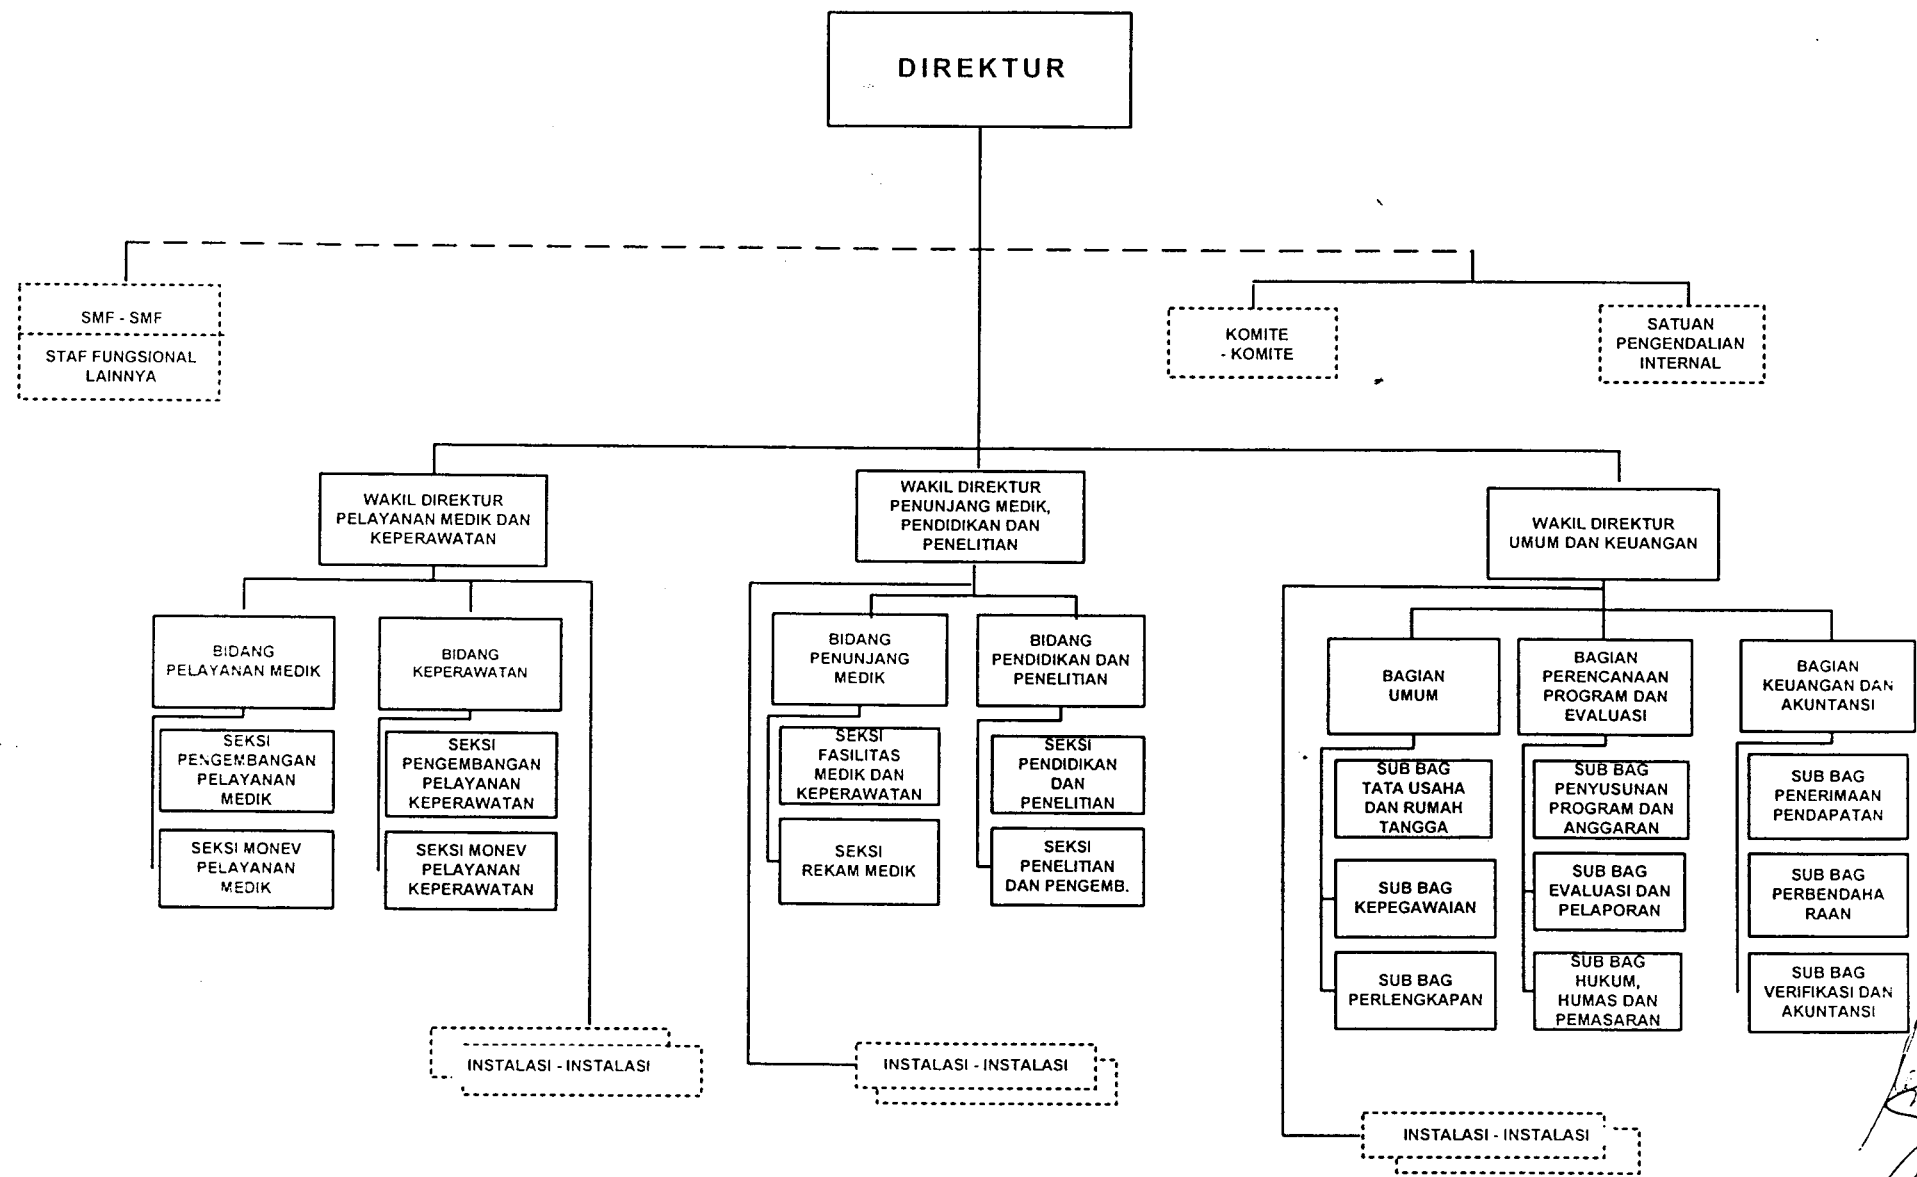 DIREKTUR
SMF - SMF
STAF FUNGSIONAL
LAINNYA
KOMITE
- KOMITE
SATUAN
PENGENDALIAN
INTERNAL
WAKIL DIREKTUR
PELAYANAN MEDIK DAN
KEPERAWATAN
WAKIL DIREKTUR
PENUNJANG MEDIK,
PENDIDIKAN DAN
PENELITIAN
WAKIL DIREKTUR
UMUM DAN KEUANGAN
BIDANG
PELAYANAN MEDIK
BIDANG
KEPERAWATAN
BIDANG
PENUNJANG
MEDIK
BIDANG
PENDIDIKAN DAN
PENELITIAN
BAGIAN
UMUM
BAGIAN
PERENCANAAN
PROGRAM DAN
EVALUASI
BAGIAN
KEUANGAN DAN
AKUNTANSI
SEKSI
PENGEMBANGAN
PELAYANAN
MEDIK
SEKSI
PENGEMBANGAN
PELAYANAN
KEPERAWATAN
SEKSI
FASILITAS
MEDIK DAN
KEPERAWATAN
SEKSI
PENDIDIKAN
DAN
PENELITIAN
SUB BAG
TATA USAHA
DAN RUMAH
TANGGA
SUB BAG
PENYUSUNAN
PROGRAM DAN
ANGGARAN
SUB BAG
PENERIMAAN
PENDAPATAN
SEKSI MONEV
PELAYANAN
MEDIK
SEKSI MONEV
PELAYANAN
KEPERAWATAN
SEKSI
REKAM MEDIK
SEKSI
PENELITIAN
DAN PENGEMB.
SUB BAG
KEPEGAWAIAN
SUB BAG
EVALUASI DAN
PELAPORAN
SUB BAG
PERBENDAHA
RAAN
SUB BAG
PERLENGKAPAN
SUB BAG
HUKUM,
HUMAS DAN
PEMASARAN
SUB BAG
VERIFIKASI DAN
AKUNTANSI
INSTALASI - INSTALASI
INSTALASI - INSTALASI
INSTALASI - INSTALASI